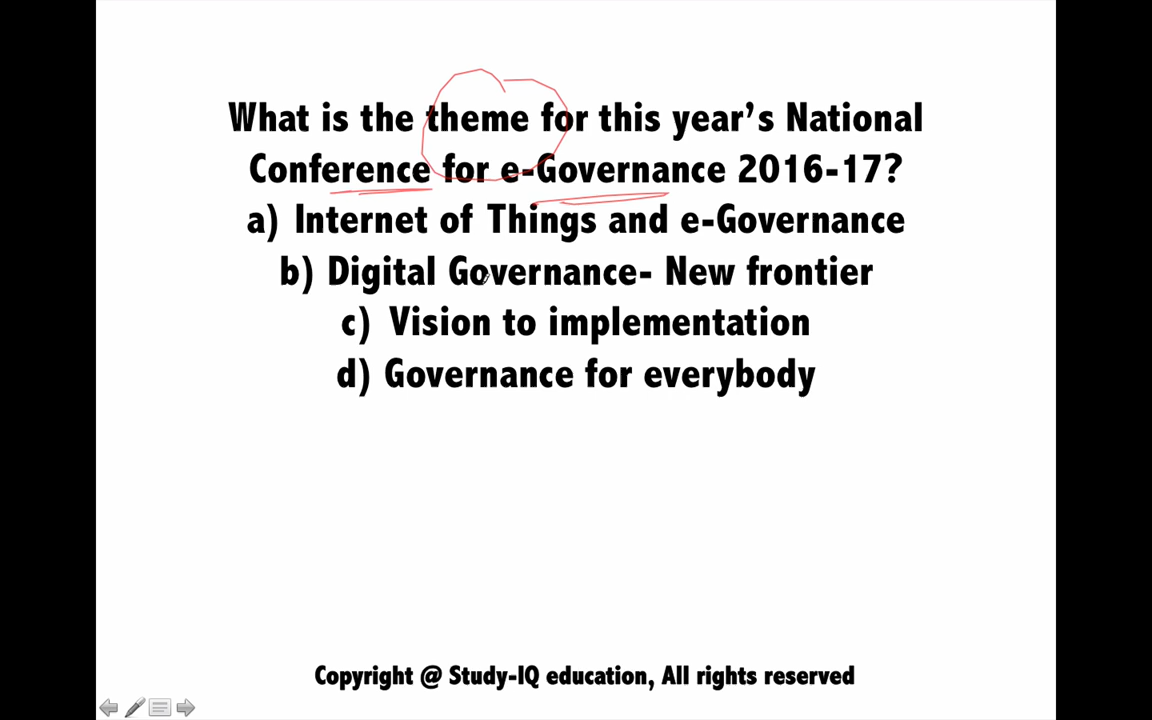 What is the theme for this year's National
Conference for e-Governance 2016-17?
a) Internet of Things and e-Governance
b) Digital Governance- New frontier
c) Vision to implementation
d) Governance for everybody
Copyright @ Study-IQ education, All rights reserved